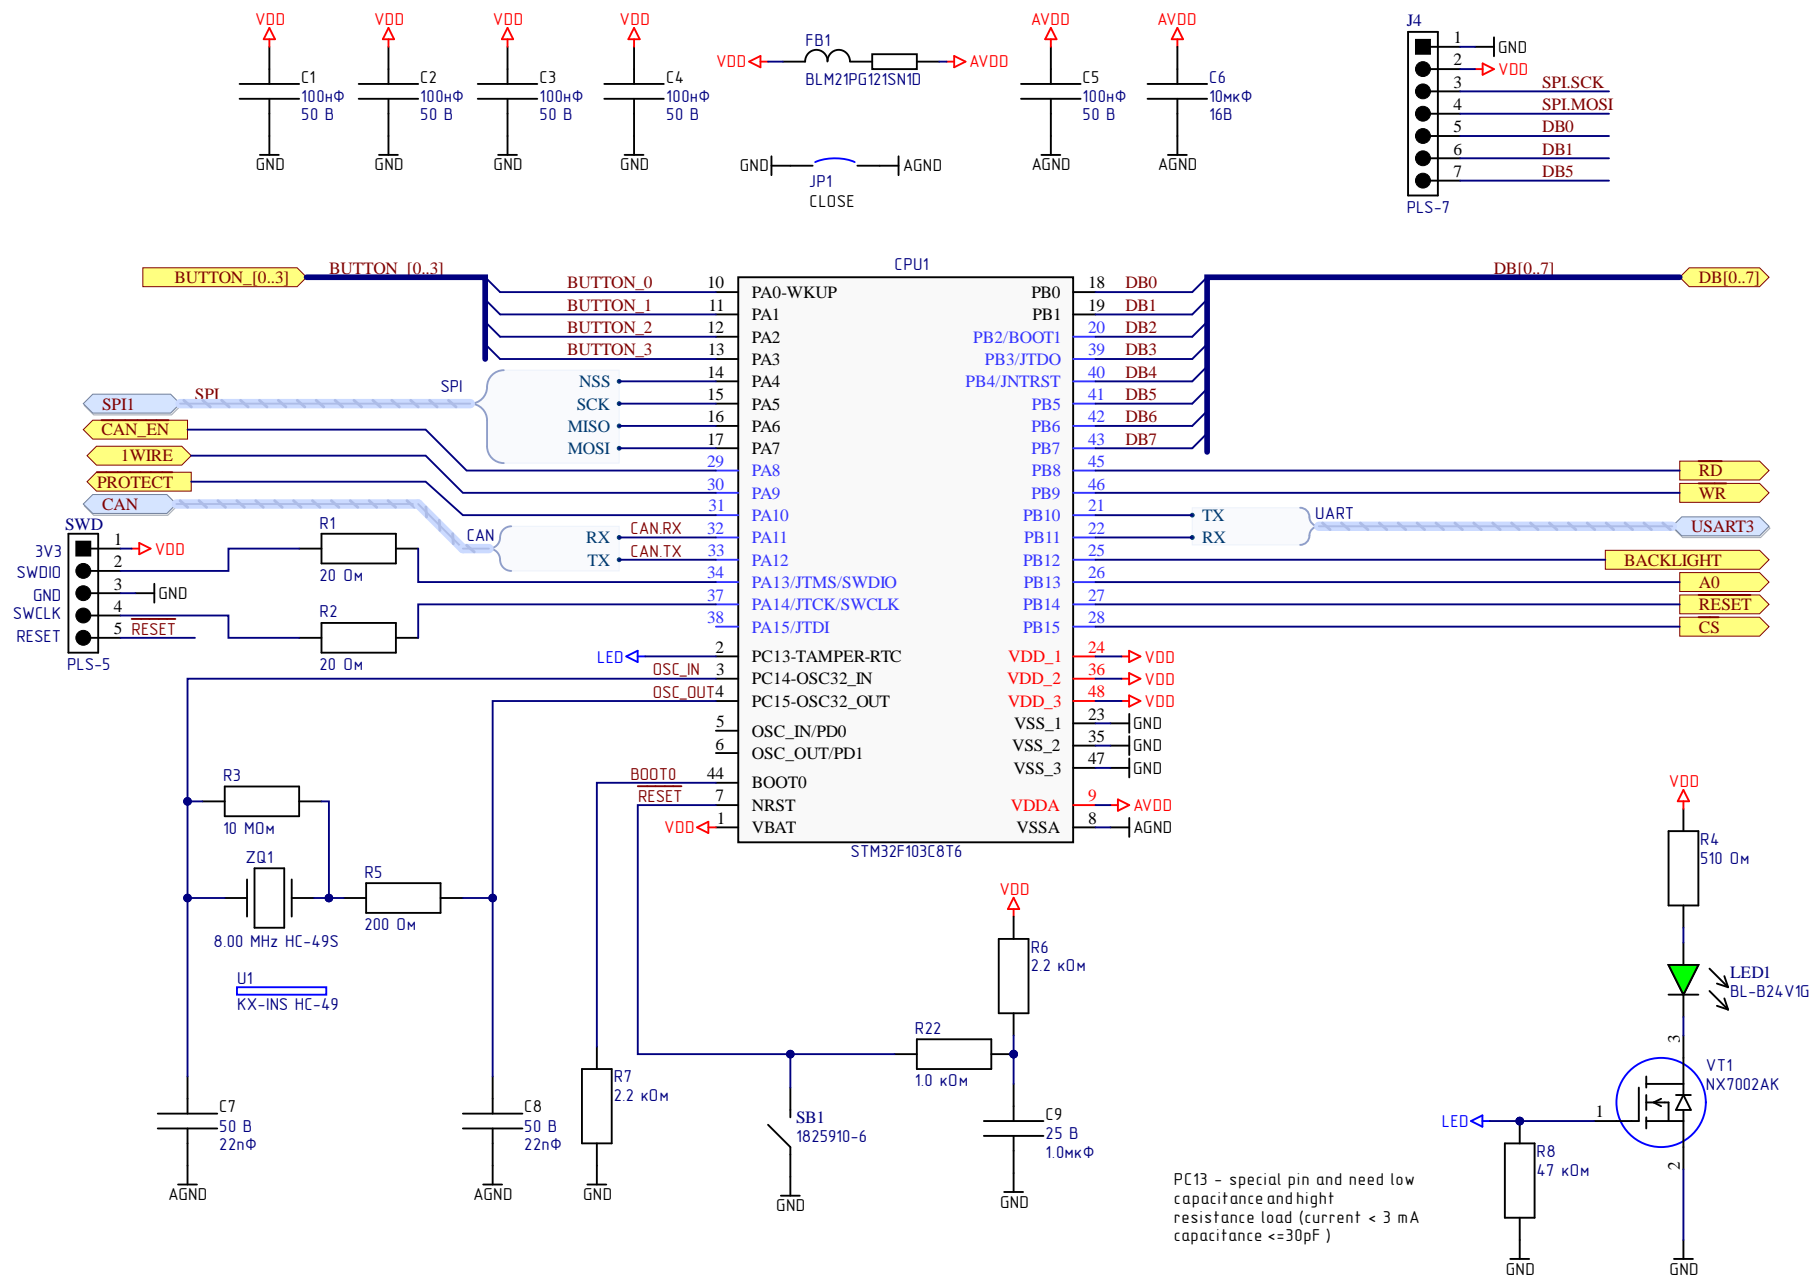 VDD
C1
100нФ
50 В
GND
VDD
C2
100нФ
50 В
GND
VDD
C3
100нФ
50 В
GND
VDD
C4
100нФ
50 В
GND
FB1
VDD
AVDD
BLM21PG121SN1D
GND
AGND
JP1
CLOSE
AVDD
C5
100нФ
50 В
AGND
AVDD
C6
10мкФ
16В
AGND
J4
1 GND
2 VDD
3 SPI.SCK
4 SPI.MOSI
5 DB0
6 DB1
7 DB5
PLS-7
CPU1
BUTTON_[0..3]
BUTTON_[0..3]
BUTTON_0 10 PA0-WKUP
BUTTON_1 11 PA1
BUTTON_2 12 PA2
BUTTON_3 13 PA3
SPI1
SPI
SPI
NSS 14 PA4
SCK 15 PA5
MISO 16 PA6
MOSI 17 PA7
CAN_EN
29 PA8
1WIRE
30 PA9
PROTECT
31 PA10
CAN
CAN
RX CAN.RX 32 PA11
TX CAN.TX 33 PA12
34 PA13/JTMS/SWDIO
37 PA14/JTCK/SWCLK
38 PA15/JTDI
LED 2 PC13-TAMPER-RTC
OSC_IN 3 PC14-OSC32_IN
OSC_OUT 4 PC15-OSC32_OUT
5 OSC_IN/PD0
6 OSC_OUT/PD1
BOOT0 44 BOOT0
RESET 7 NRST
VDD 1 VBAT
PB0 18 DB0
PB1 19 DB1
PB2/BOOT1 20 DB2
PB3/JTDO 39 DB3
PB4/JNTRST 40 DB4
PB5 41 DB5
PB6 42 DB6
PB7 43 DB7
DB[0..7]
DB[0..7]
PB8 45 RD
PB9 46 WR
PB10 21 TX
PB11 22 RX
UART
USART3
PB12 25 BACKLIGHT
PB13 26 A0
PB14 27 RESET
PB15 28 CS
VDD_1 24 VDD
VDD_2 36 VDD
VDD_3 48 VDD
VSS_1 23 GND
VSS_2 35 GND
VSS_3 47 GND
VDDA 9 AVDD
VSSA 8 AGND
STM32F103C8T6
SWD
3V3 1 VDD
SWDIO 2
GND 3 GND
SWCLK 4
RESET 5 RESET
PLS-5
R1
20 Ом
R2
20 Ом
R3
10 МОм
ZQ1
8.00 MHz HC-49S
R5
200 Ом
U1
KX-INS HC-49
C7
50 В
22пФ
AGND
C8
50 В
22пФ
AGND
R7
2.2 кОм
GND
SB1
1825910-6
GND
R22
1.0 кОм
VDD
R6
2.2 кОм
C9
25 В
1.0мкФ
GND
VDD
R4
510 Ом
LED1
BL-B24V1G
3
VT1
NX7002AK
LED
1
2
R8
47 кОм
GND
GND
PC13 - special pin and need low
capacitance and hight
resistance load (current < 3 mA
capacitance <=30pF )